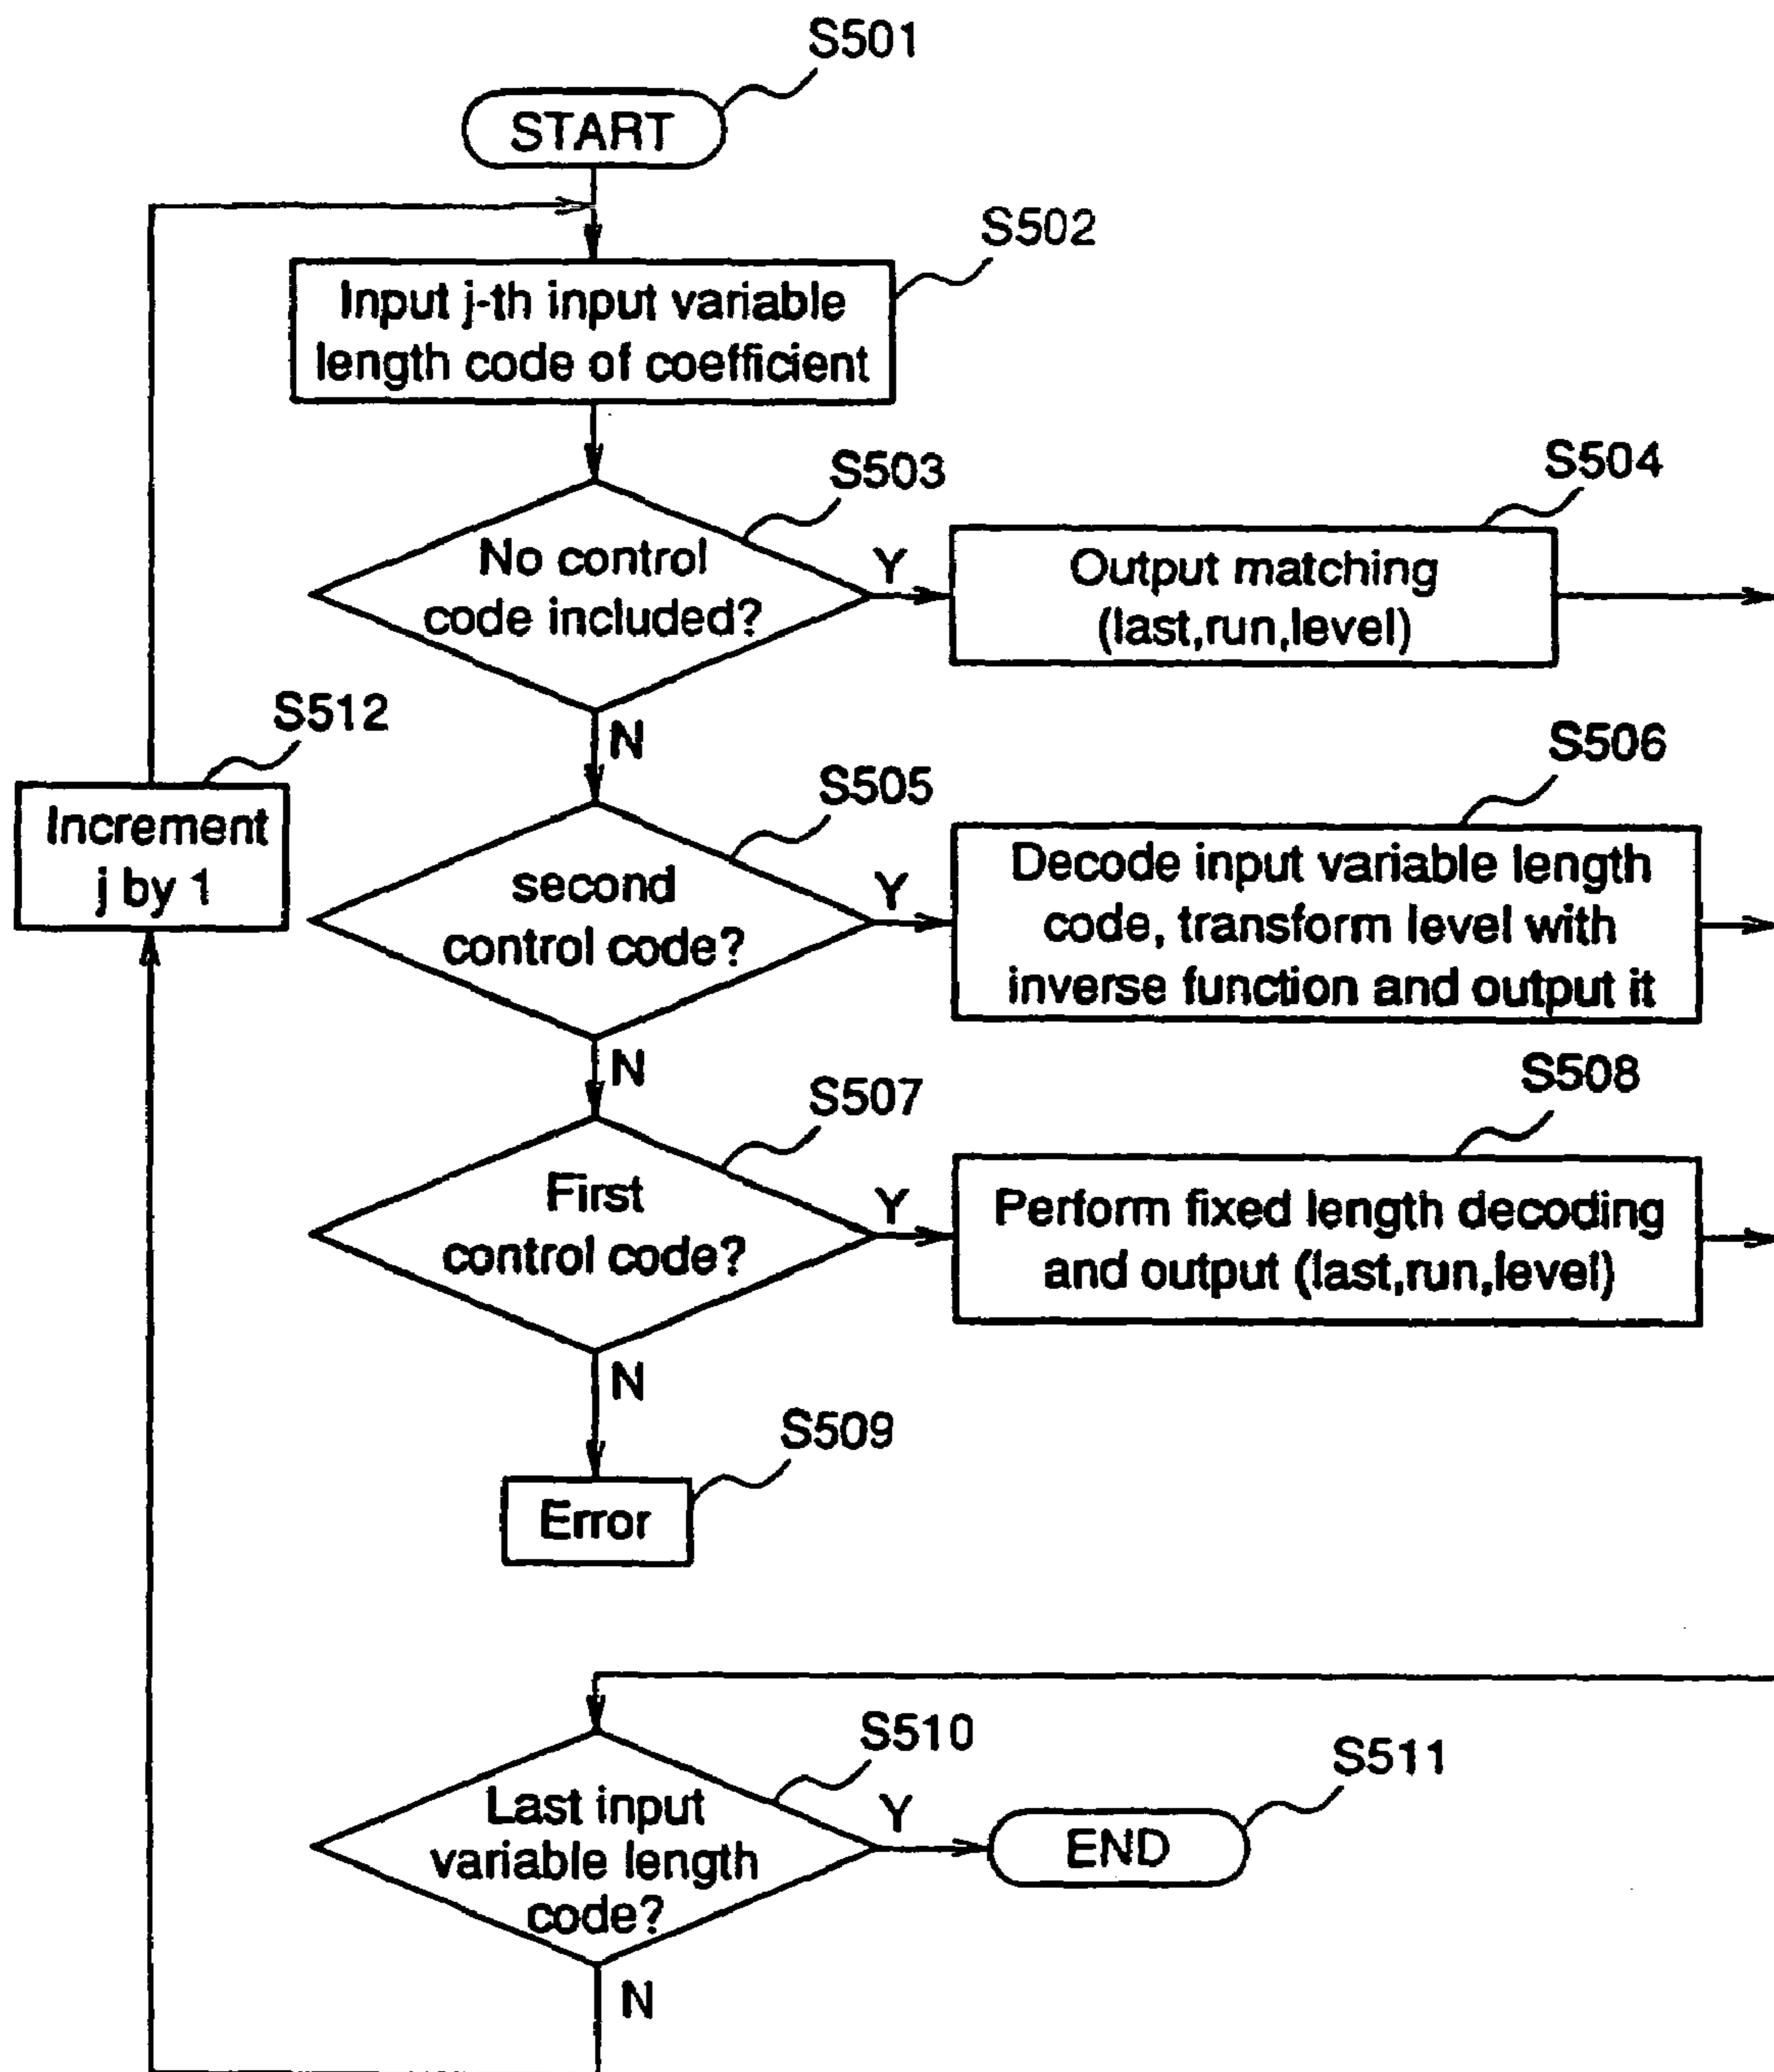 S501
START
S502
Input j-th input variable
length code of coefficient
S503
No control
code included?
Y
S504
Output matching
(last,run,level)
N
S512
Increment
j by 1
S505
second
control code?
Y
S506
Decode input variable length
code, transform level with
inverse function and output it
N
S507
First
control code?
Y
S508
Perform fixed length decoding
and output (last,run,level)
N
S509
Error
S510
Last input
variable length
code?
Y
S511
END
N